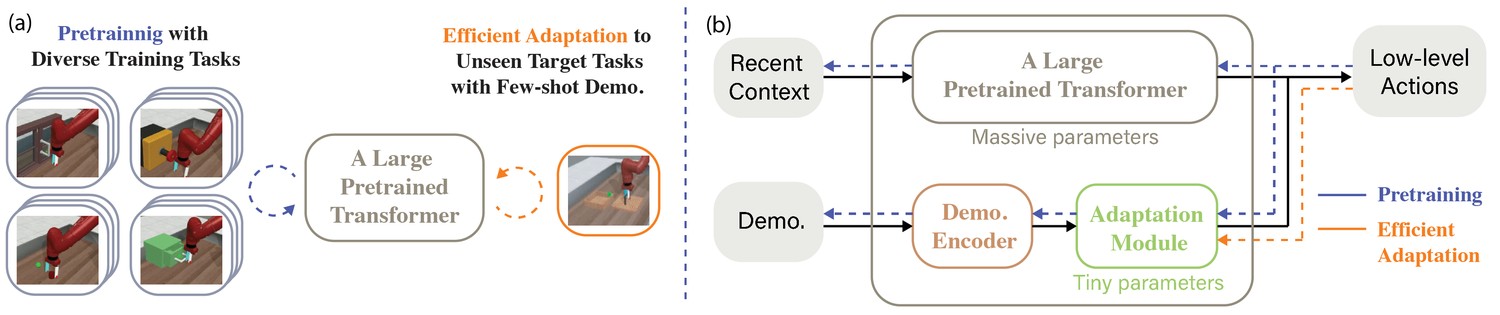 (a)
Pretrainnig with
Diverse Training Tasks
Efficient Adaptation to
Unseen Target Tasks
with Few-shot Demo.
A Large
Pretrained
Transformer
(b)
Recent
Context
A Large
Pretrained Transformer
Massive parameters
Low-level
Actions
Demo.
Demo.
Encoder
Adaptation
Module
Tiny parameters
Pretraining
Efficient
Adaptation